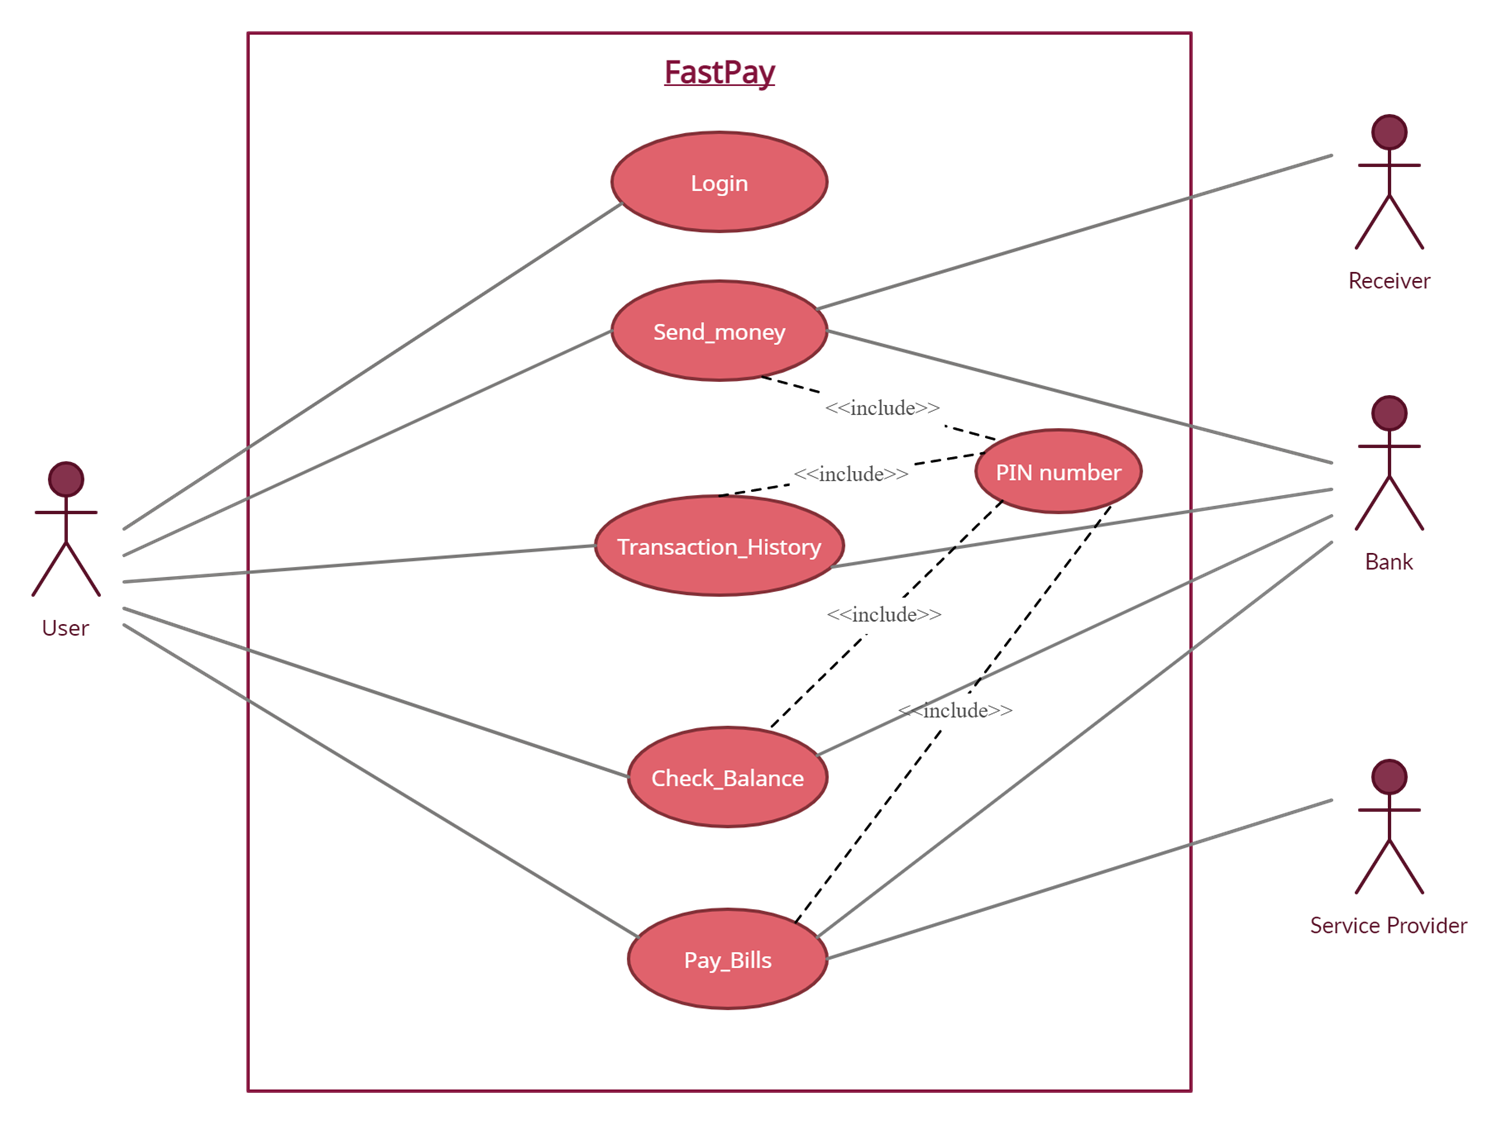 FastPay
Login
Receiver
Send_money
<<include>>
PIN number
<<include>>
Transaction_History
Bank
User
<<include>>
<<include>>
Check_Balance
Service Provider
Pay_Bills